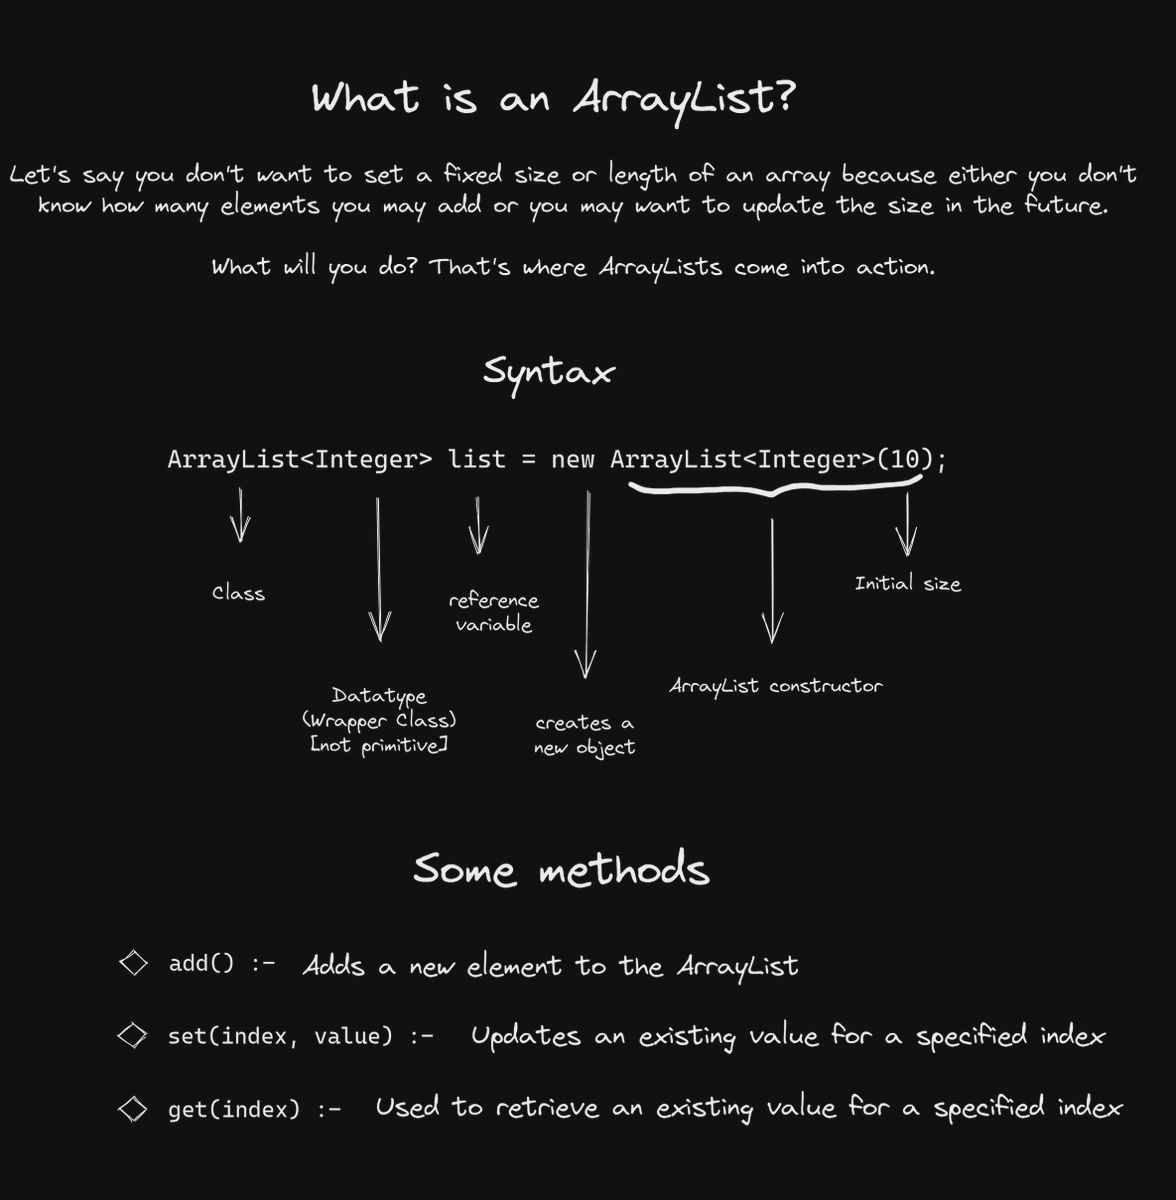 What is an ArrayList?
Let's say you don't want to set a fixed size or length of an array because either you don't
know how many elements you may add or you may want to update the size in the future.
What will you do? That's where ArrayLists come into action.
Syntax
ArrayList<Integer> list = new ArrayList<Integer>(10);
Class
reference
variable
Initial size
Datatype
(Wrapper Class)
[not primitive]
creates a
new object
ArrayList constructor
Some methods
add() :- Adds a new element to the ArrayList
set(index, value) :- Updates an existing value for a specified index
get(index) :- Used to retrieve an existing value for a specified index